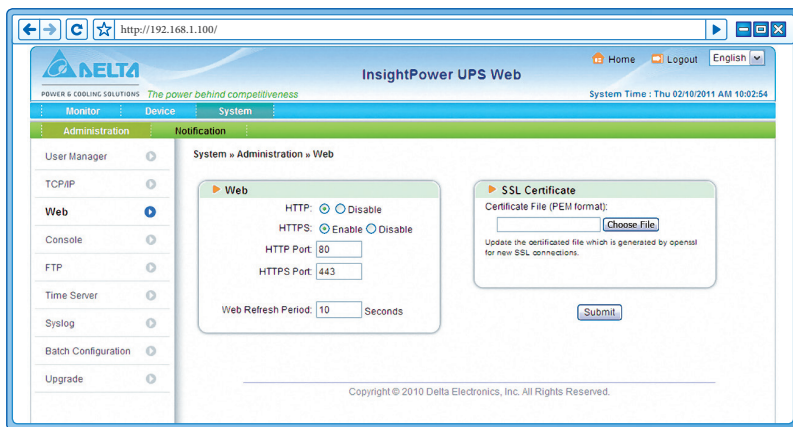 http://192.168.1.100/
Home
Logout
English
DELTA
InsightPower UPS Web
POWER & COOLING SOLUTIONS
The power behind competitiveness
System Time : Thu 02/10/2011 AM 10:02:54
Monitor
Device
System
Administration
Notification
User Manager
TCP/IP
Web
Console
FTP
Time Server
Syslog
Batch Configuration
Upgrade
System » Administration » Web
Web
HTTP: Disable
HTTPS: Enable Disable
HTTP Port: 80
HTTPS Port: 443
Web Refresh Period: 10 Seconds
SSL Certificate
Certificate File (PEM format):
Choose File
Update the certificated file which is generated by openssl
for new SSL connections.
Submit
Copyright © 2010 Delta Electronics, Inc. All Rights Reserved.